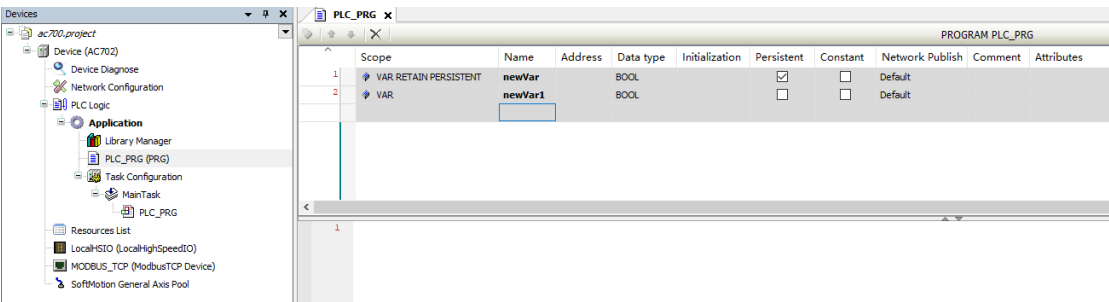 Devices
ac700.project
Device (AC702)
Device Diagnose
Network Configuration
PLC Logic
Application
Library Manager
PLC_PRG (PRG)
Task Configuration
MainTask
PLC_PRG
Resources List
LocalHSIO (LocalHighSpeedIO)
MODBUS_TCP (ModbusTCP Device)
SoftMotion General Axis Pool
PLC_PRG
PROGRAM PLC_PRG
Scope Name Address Data type Initialization Persistent Constant Network Publish Comment Attributes
1 VAR RETAIN PERSISTENT newVar BOOL Default
2 VAR newVar1 BOOL Default
1